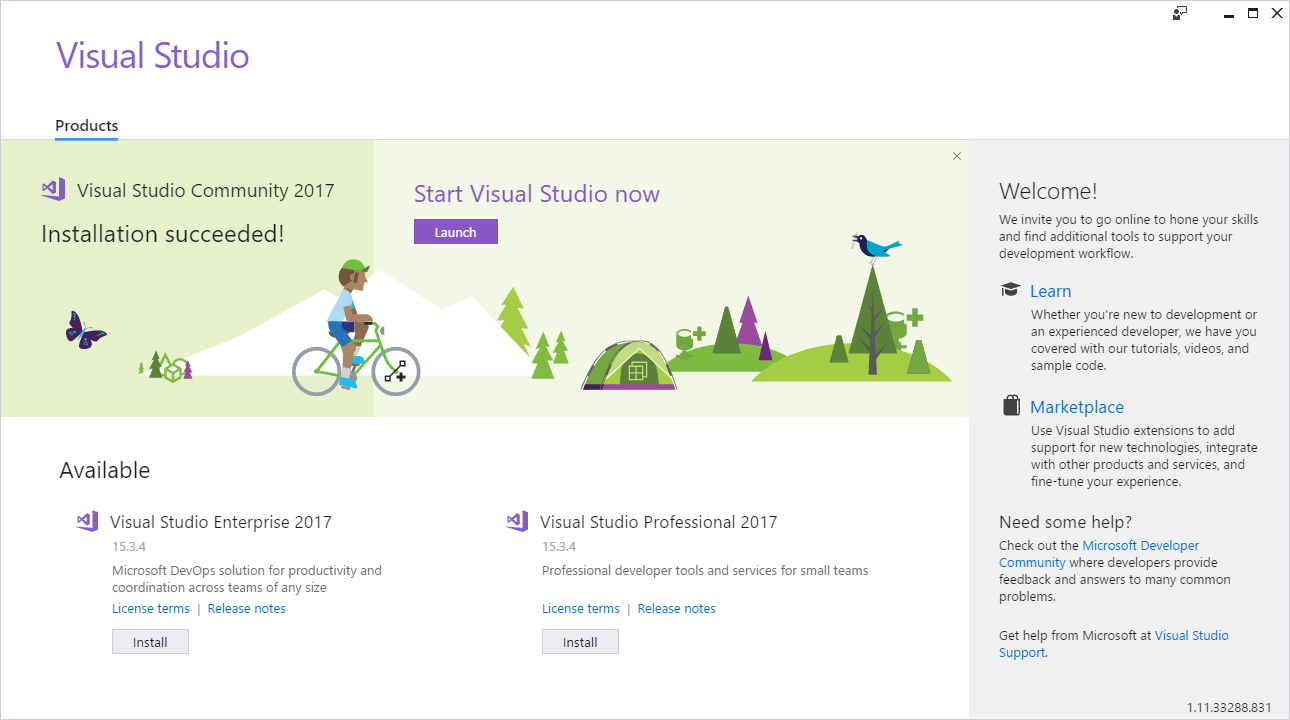 Visual Studio
Products
Visual Studio Community 2017
Installation succeeded!
Start Visual Studio now
Launch
Available
Visual Studio Enterprise 2017
15.3.4
Microsoft DevOps solution for productivity and
coordination across teams of any size
License terms | Release notes
Install
Visual Studio Professional 2017
15.3.4
Professional developer tools and services for small teams
License terms | Release notes
Install
Welcome!
We invite you to go online to hone your skills
and find additional tools to support your
development workflow.
Learn
Whether you're new to development or
an experienced developer, we have you
covered with our tutorials, videos, and
sample code.
Marketplace
Use Visual Studio extensions to add
support for new technologies, integrate
with other products and services, and
fine-tune your experience.
Need some help?
Check out the Microsoft Developer
Community where developers provide
feedback and answers to many common
problems.
Get help from Microsoft at Visual Studio
Support.
1.11.33288.831